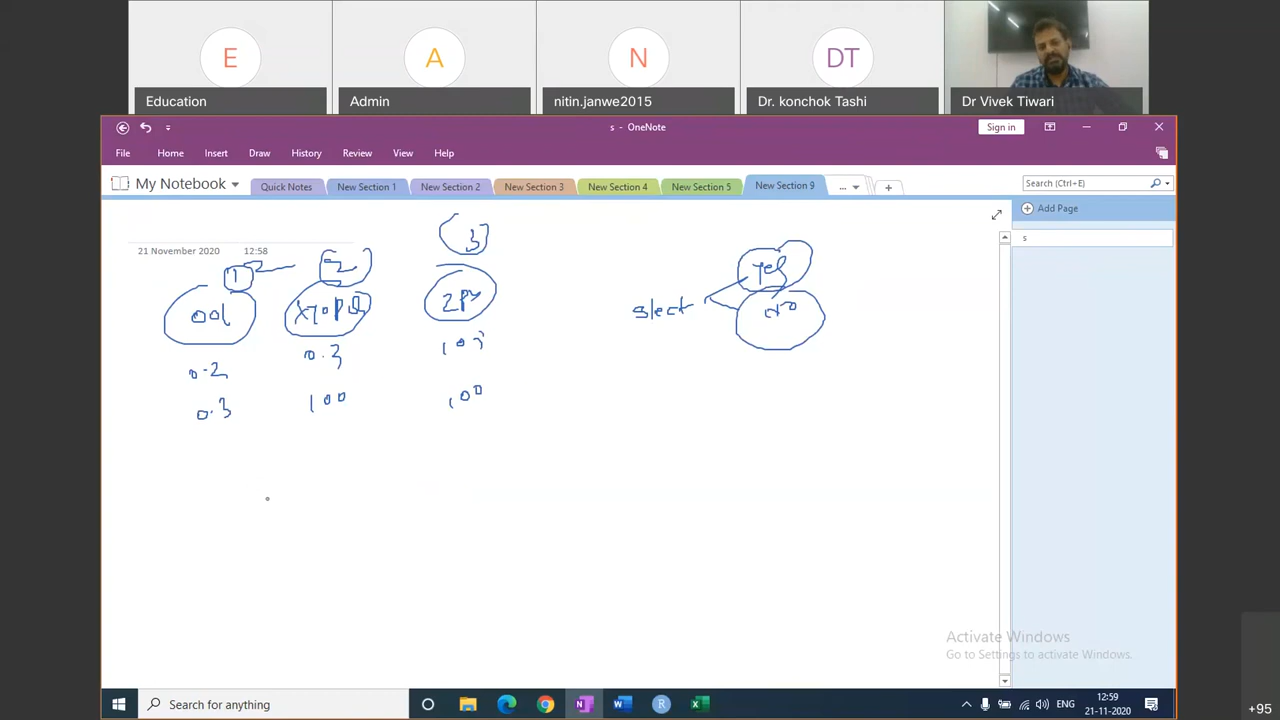 E
A
N
DT
Education
Admin
nitin.janwe2015
Dr. konchok Tashi
Dr Vivek Tiwari
s - OneNote
Sign in
File
Home
Insert
Draw
History
Review
View
Help
My Notebook
Quick Notes
New Section 1
New Section 2
New Section 3
New Section 4
New Section 5
New Section 9
...
Search (Ctrl+E)
Add Page
s
21 November 2020
12:58
3
1
2
yes
slect
0.2
0.3
100
0.3
100
Activate Windows
Go to Settings to activate Windows.
Search for anything
ENG
12:59
21-11-2020
+95